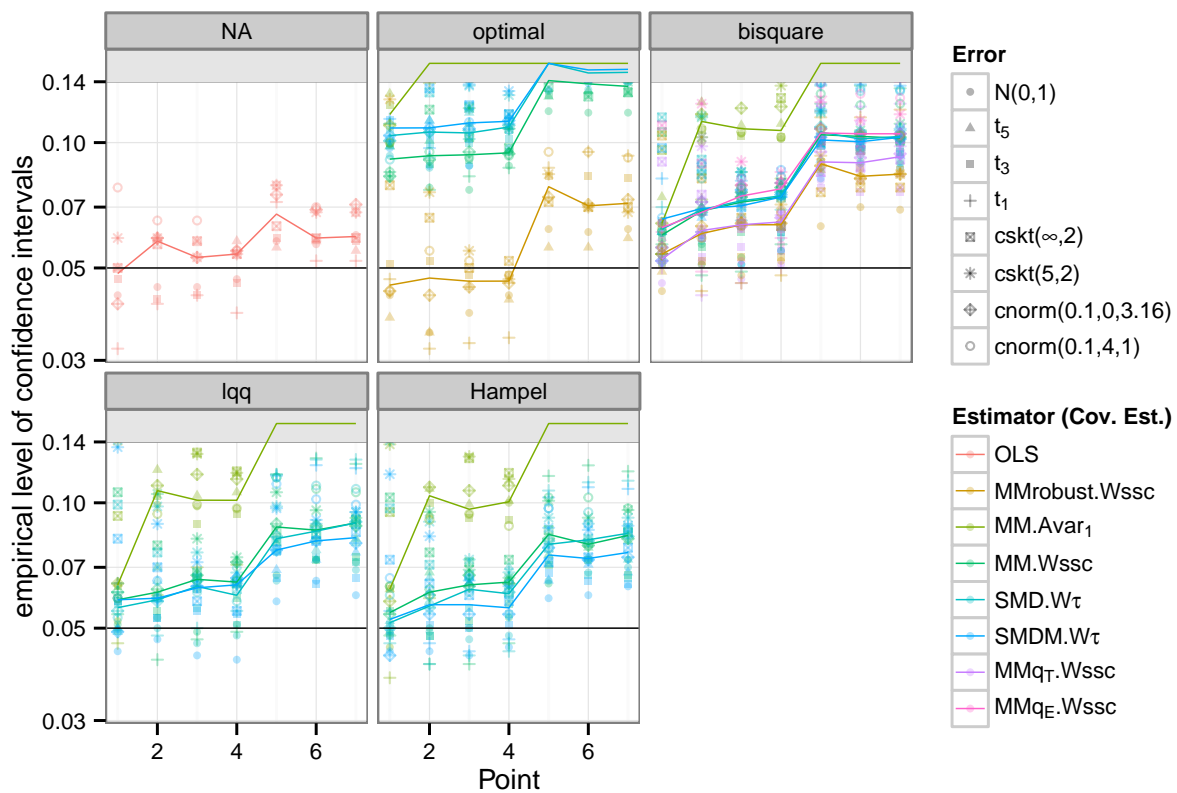 NA
optimal
bisquare
0.14
0.10
0.07
0.05
0.03
lqq
Hampel
0.14
0.10
0.07
0.05
0.03
2
4
6
2
4
6
Point
empirical level of confidence intervals
Error
N(0,1)
t5
t3
t1
cskt(∞,2)
cskt(5,2)
cnorm(0.1,0,3.16)
cnorm(0.1,4,1)
Estimator (Cov. Est.)
OLS
MMrobust.Wssc
MM.Avar1
MM.Wssc
SMD.Wτ
SMDM.Wτ
MMqT.Wssc
MMqE.Wssc